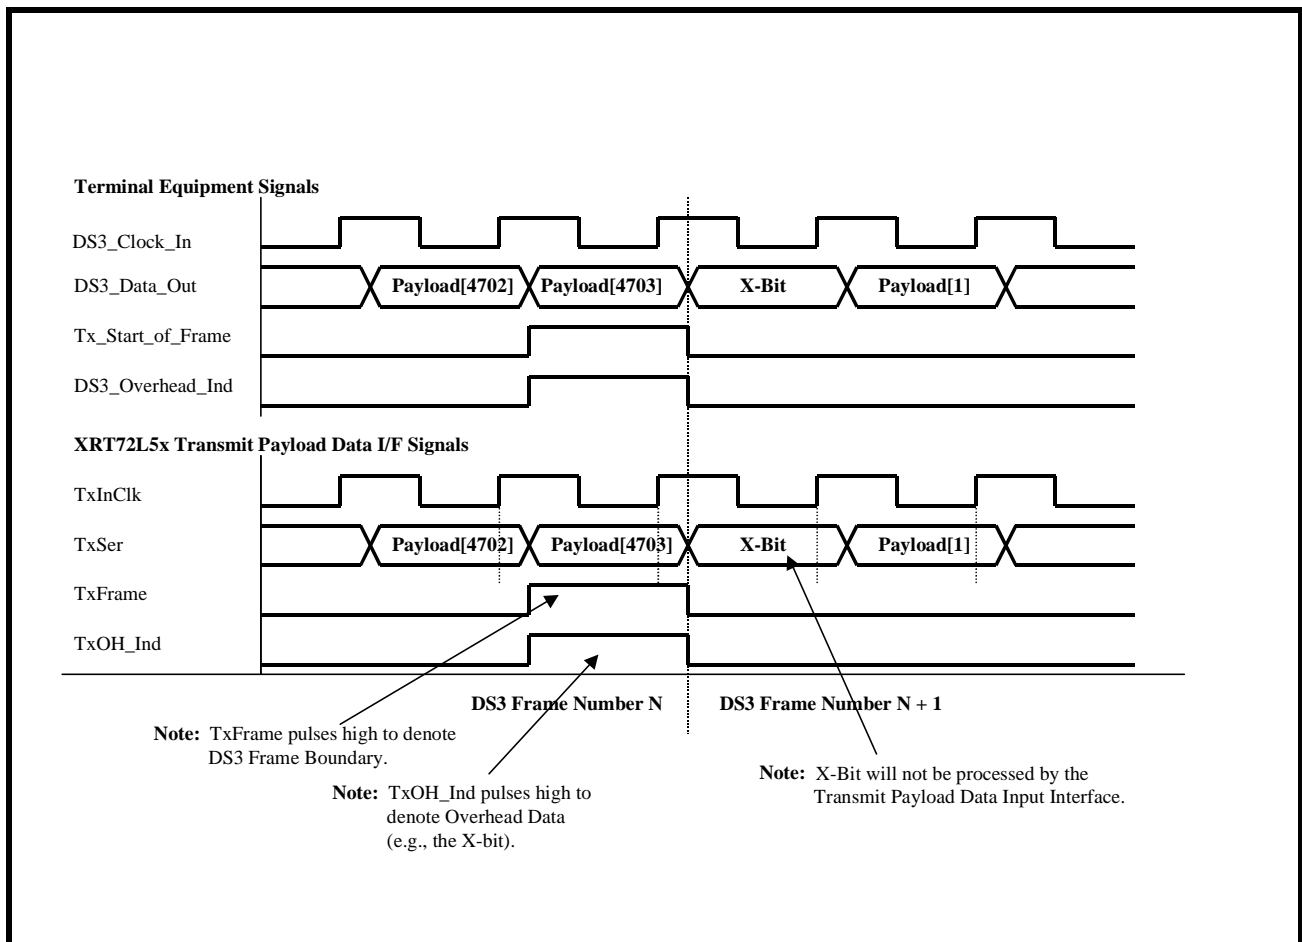 Terminal Equipment Signals
DS3_Clock_In
DS3_Data_Out Payload[4702] Payload[4703] X-Bit Payload[1]
Tx_Start_of_Frame
DS3_Overhead_Ind
XRT72L5x Transmit Payload Data I/F Signals
TxInClk
TxSer Payload[4702] Payload[4703] X-Bit Payload[1]
TxFrame
TxOH_Ind
DS3 Frame Number N DS3 Frame Number N + 1
Note: TxFrame pulses high to denote
DS3 Frame Boundary.
Note: TxOH_Ind pulses high to
denote Overhead Data
(e.g., the X-bit).
Note: X-Bit will not be processed by the
Transmit Payload Data Input Interface.